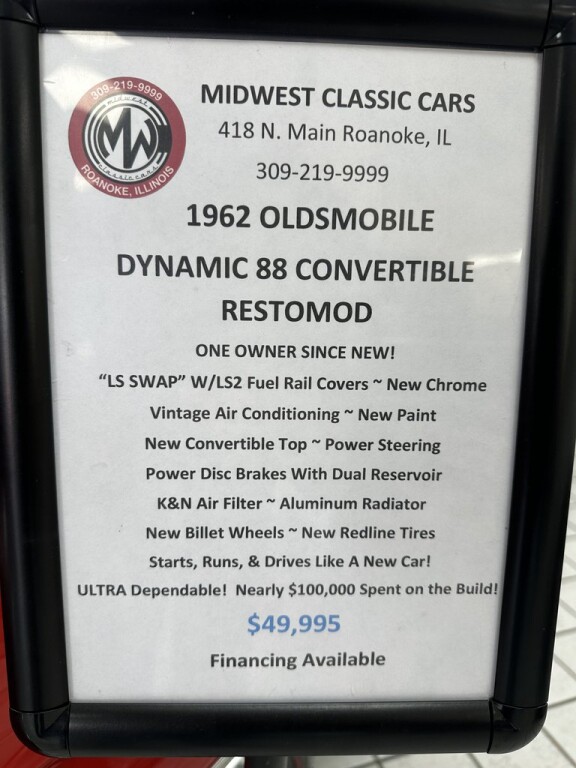 309-219-9999
midwest
MW
classic cars
ROANOKE, ILLINOIS
MIDWEST CLASSIC CARS
418 N. Main Roanoke, IL
309-219-9999
1962 OLDSMOBILE
DYNAMIC 88 CONVERTIBLE
RESTOMOD
ONE OWNER SINCE NEW!
“LS SWAP” W/LS2 Fuel Rail Covers ~ New Chrome
Vintage Air Conditioning ~ New Paint
New Convertible Top ~ Power Steering
Power Disc Brakes With Dual Reservoir
K&N Air Filter ~ Aluminum Radiator
New Billet Wheels ~ New Redline Tires
Starts, Runs, & Drives Like A New Car!
ULTRA Dependable! Nearly $100,000 Spent on the Build!
$49,995
Financing Available